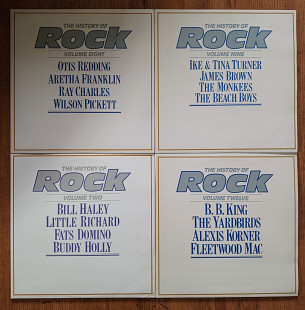 THE HISTORY OF
ROCK
VOLUME EIGHT
OTIS REDDING
ARETHA FRANKLIN
RAY CHARLES
WILSON PICKETT
THE HISTORY OF
ROCK
VOLUME NINE
IKE & TINA TURNER
JAMES BROWN
THE MONKEES
THE BEACH BOYS
THE HISTORY OF
ROCK
VOLUME TWO
BILL HALEY
LITTLE RICHARD
FATS DOMINO
BUDDY HOLLY
THE HISTORY OF
ROCK
VOLUME TWELVE
B.B. KING
THE YARDBIRDS
ALEXIS KORNER
FLEETWOOD MAC